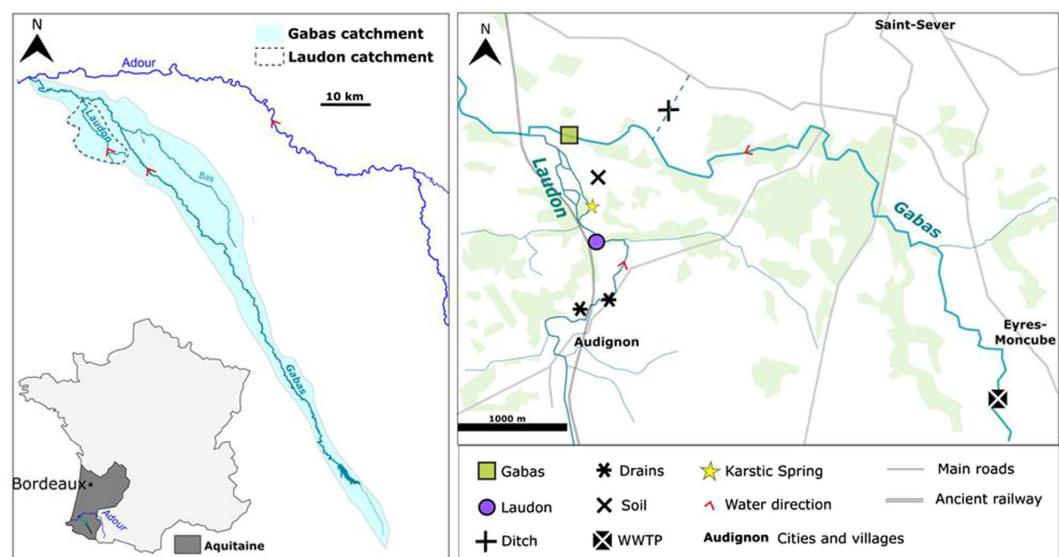 N
Gabas catchment
Laudon catchment
Adour
10 km
Laudon
Bas
Gabas
Bordeaux
Adour
Aquitaine
N
Saint-Sever
Laudon
Gabas
Eyres-
Moncube
Audignon
1000 m
Gabas
Drains
Karstic Spring
Main roads
Laudon
Soil
Water direction
Ancient railway
Ditch
WWTP
Audignon Cities and villages